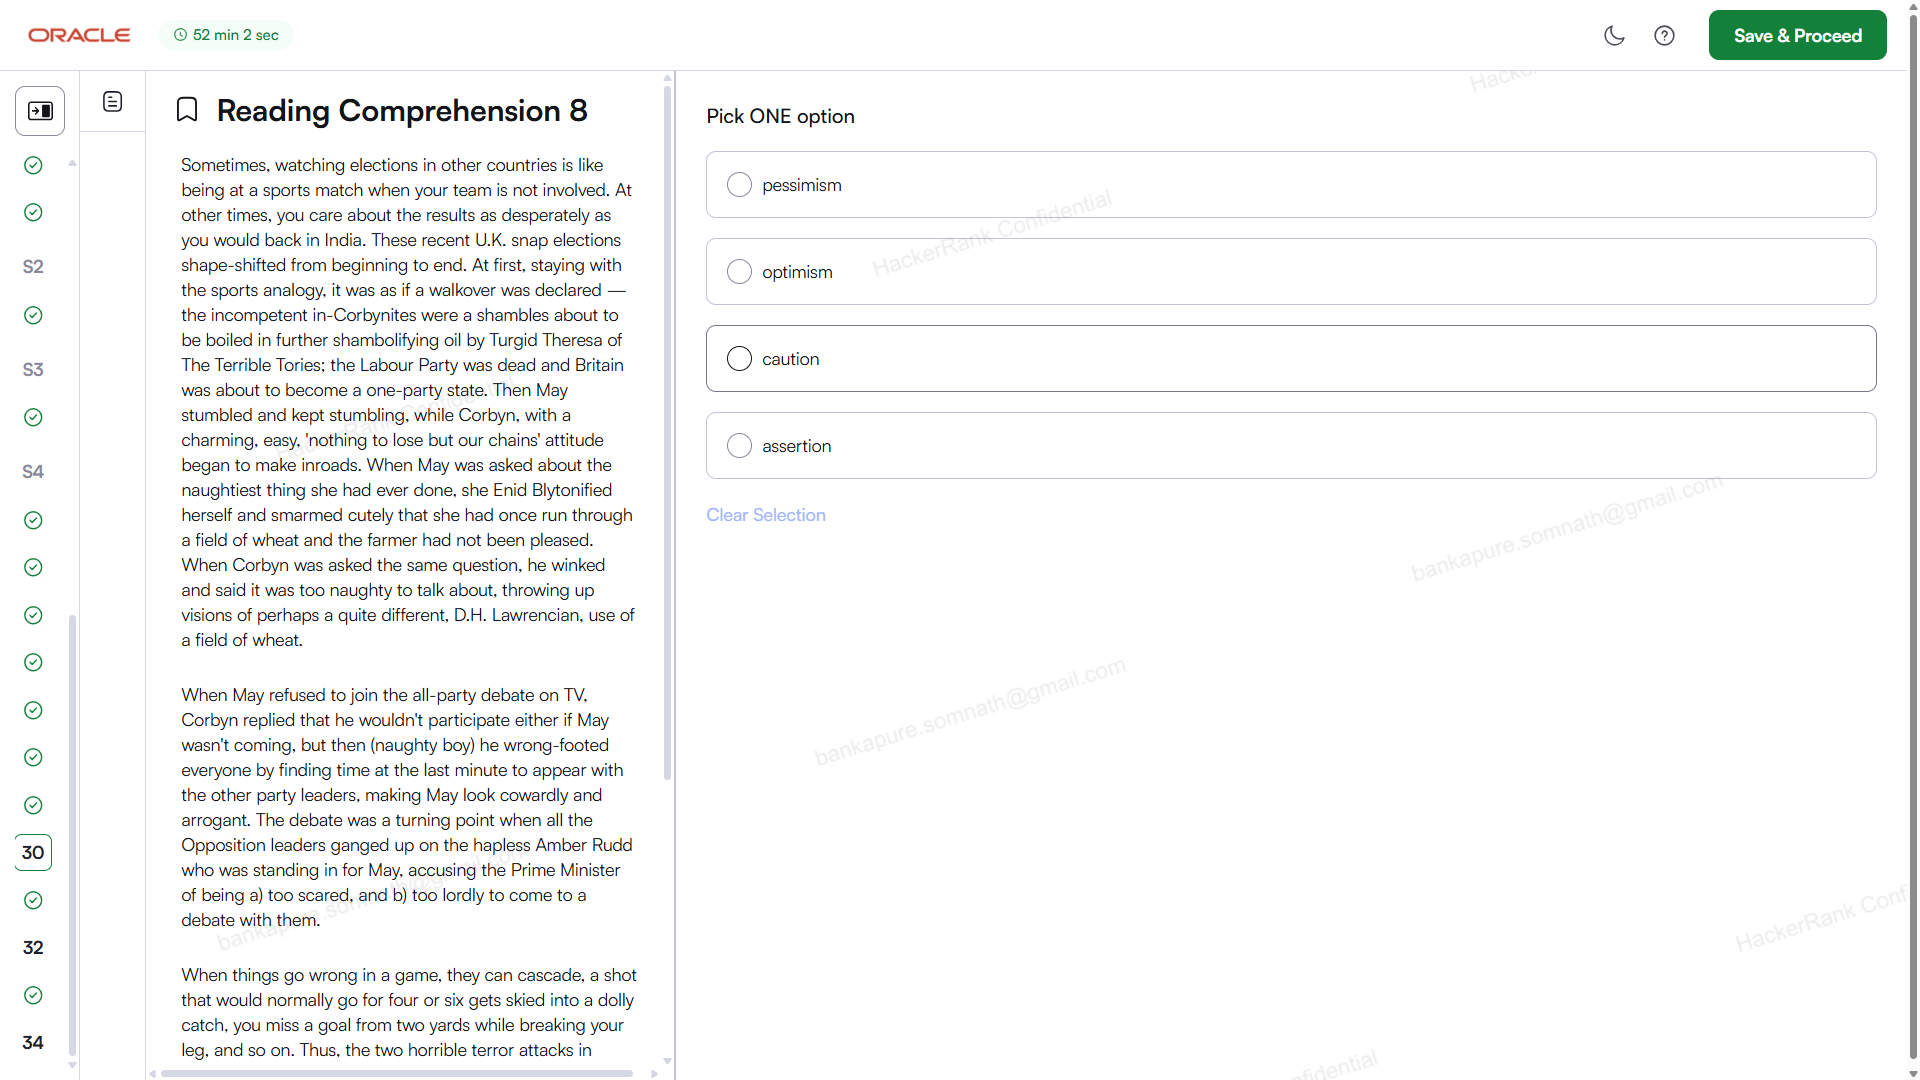 ORACLE
52 min 2 sec
Save & Proceed
Reading Comprehension 8
Sometimes, watching elections in other countries is like
being at a sports match when your team is not involved. At
other times, you care about the results as desperately as
you would back in India. These recent U.K. snap elections
shape-shifted from beginning to end. At first, staying with
the sports analogy, it was as if a walkover was declared —
the incompetent in-Corbynites were a shambles about to
be boiled in further shambolifying oil by Turgid Theresa of
The Terrible Tories; the Labour Party was dead and Britain
was about to become a one-party state. Then May
stumbled and kept stumbling, while Corbyn, with a
charming, easy, 'nothing to lose but our chains' attitude
began to make inroads. When May was asked about the
naughtiest thing she had ever done, she Enid Blytonified
herself and smarmed cutely that she had once run through
a field of wheat and the farmer had not been pleased.
When Corbyn was asked the same question, he winked
and said it was too naughty to talk about, throwing up
visions of perhaps a quite different, D.H. Lawrencian, use of
a field of wheat.
When May refused to join the all-party debate on TV,
Corbyn replied that he wouldn't participate either if May
wasn't coming, but then (naughty boy) he wrong-footed
everyone by finding time at the last minute to appear with
the other party leaders, making May look cowardly and
arrogant. The debate was a turning point when all the
Opposition leaders ganged up on the hapless Amber Rudd
who was standing in for May, accusing the Prime Minister
of being a) too scared, and b) too lordly to come to a
debate with them.
When things go wrong in a game, they can cascade, a shot
that would normally go for four or six gets skied into a dolly
catch, you miss a goal from two yards while breaking your
leg, and so on. Thus, the two horrible terror attacks in
S2
S3
S4
30
32
34
Pick ONE option
pessimism
optimism
caution
assertion
Clear Selection
HackerRank Confidential
bankapure.somnath@gmail.com
bankapure.somnath@gmail.com